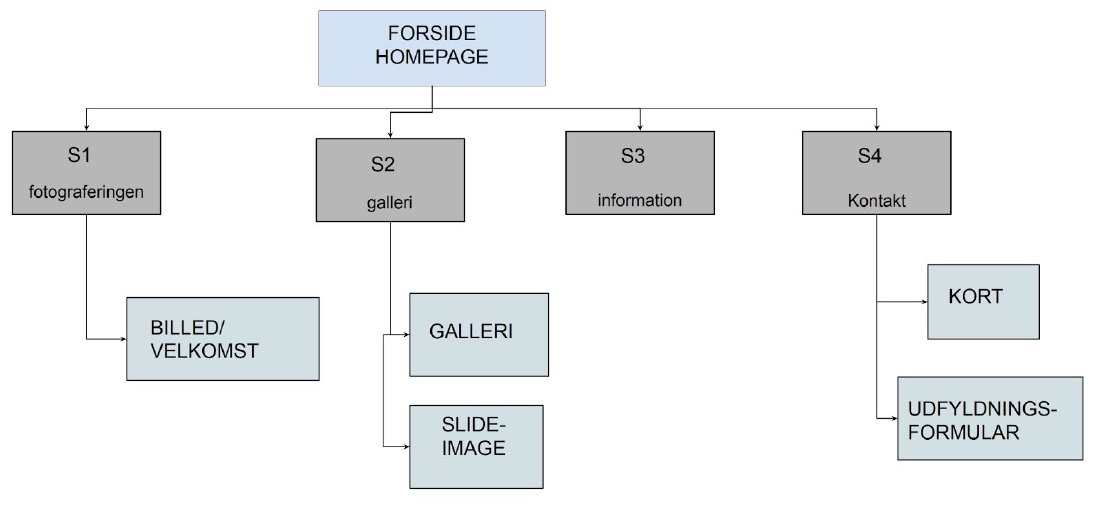 FORSIDE
HOMEPAGE
S1
fotograferingen
S2
galleri
S3
information
S4
Kontakt
BILLED/
VELKOMST
GALLERI
SLIDE-
IMAGE
KORT
UDFYLDNINGS-
FORMULAR